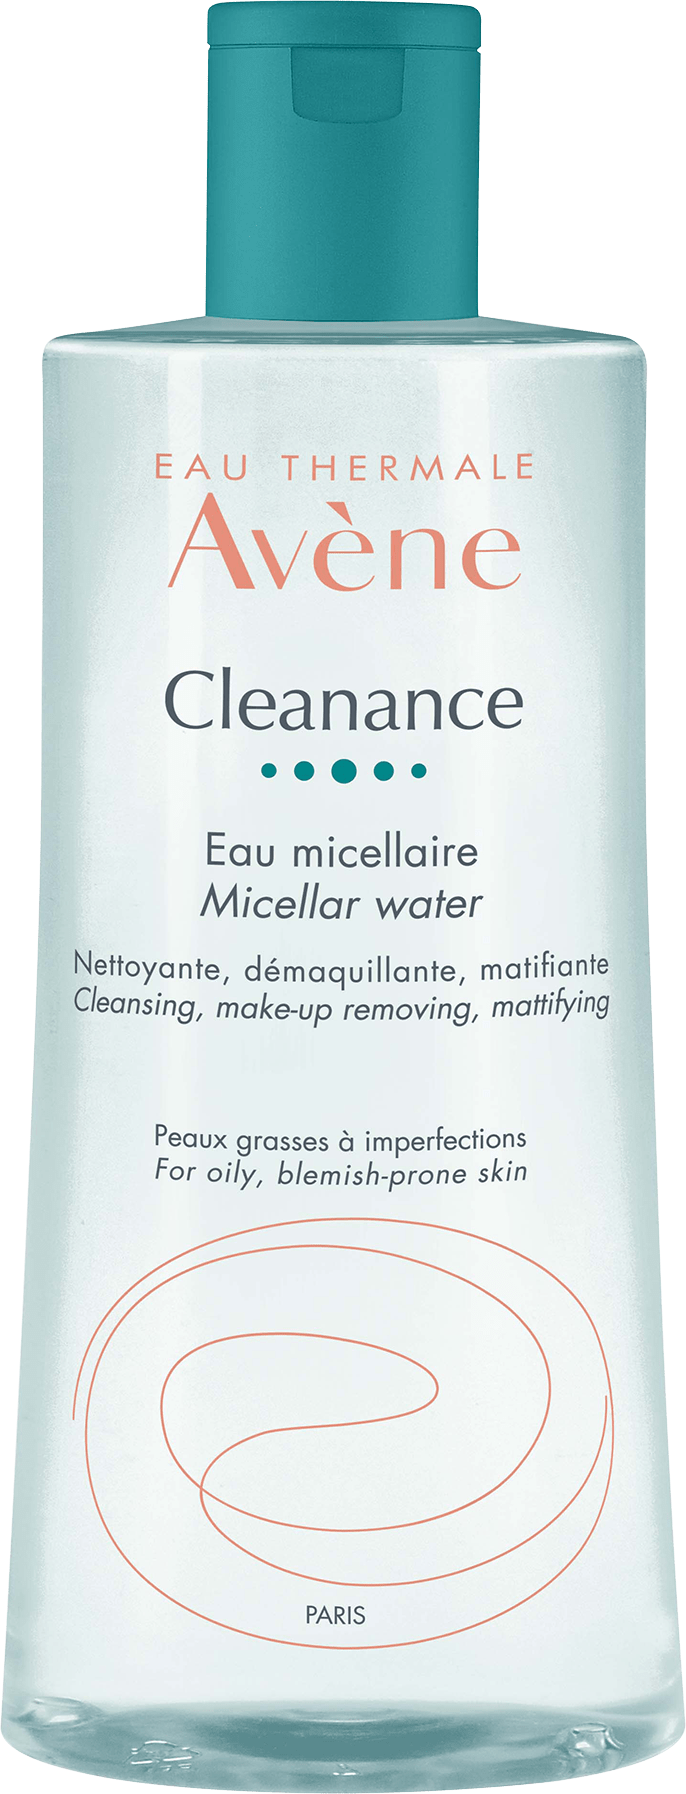 EAU THERMALE
Avène
Cleanance
Eau micellaire
Micellar water
Nettoyante, démaquillante, matifiante
Cleansing, make-up removing, mattifying
Peaux grasses à imperfections
For oily, blemish-prone skin
PARIS